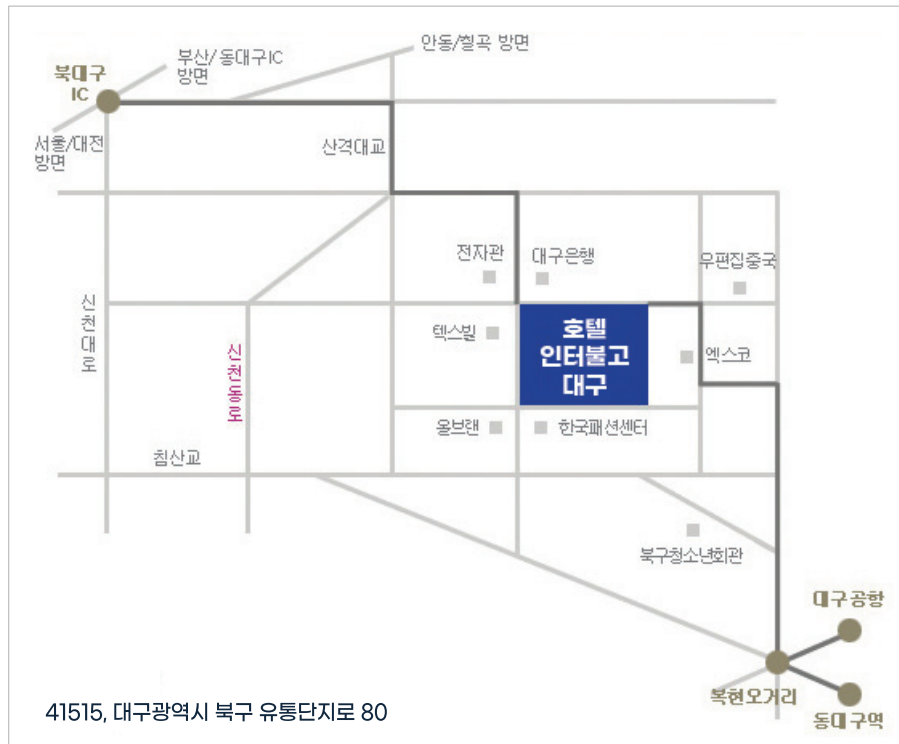 안동/칠곡 방면
부산/동대구IC
방면
북대구
IC
서울/대전
방면
산격대교
전자관
대구은행
우편집중국
신천대로
신천동로
텍스빌
호텔
인터불고
대구
엑스코
올브랜
한국패션센터
침산교
북구청소년회관
대구공항
복현오거리
동대구역
41515, 대구광역시 북구 유통단지로 80